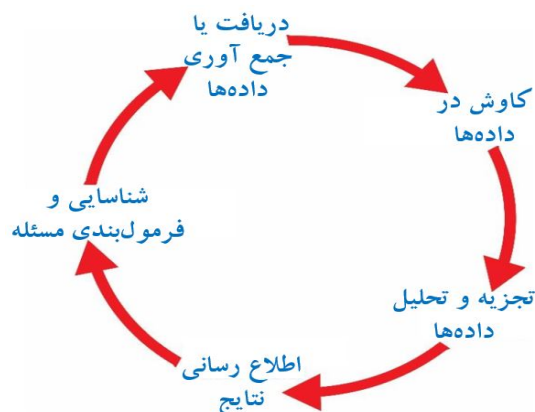 دریافت یا
جمع آوری
داده‌ها
کاوش در
داده‌ها
تجزیه و تحلیل
داده‌ها
اطلاع رسانی
نتایج
شناسایی و
فرمول‌بندی مسئله